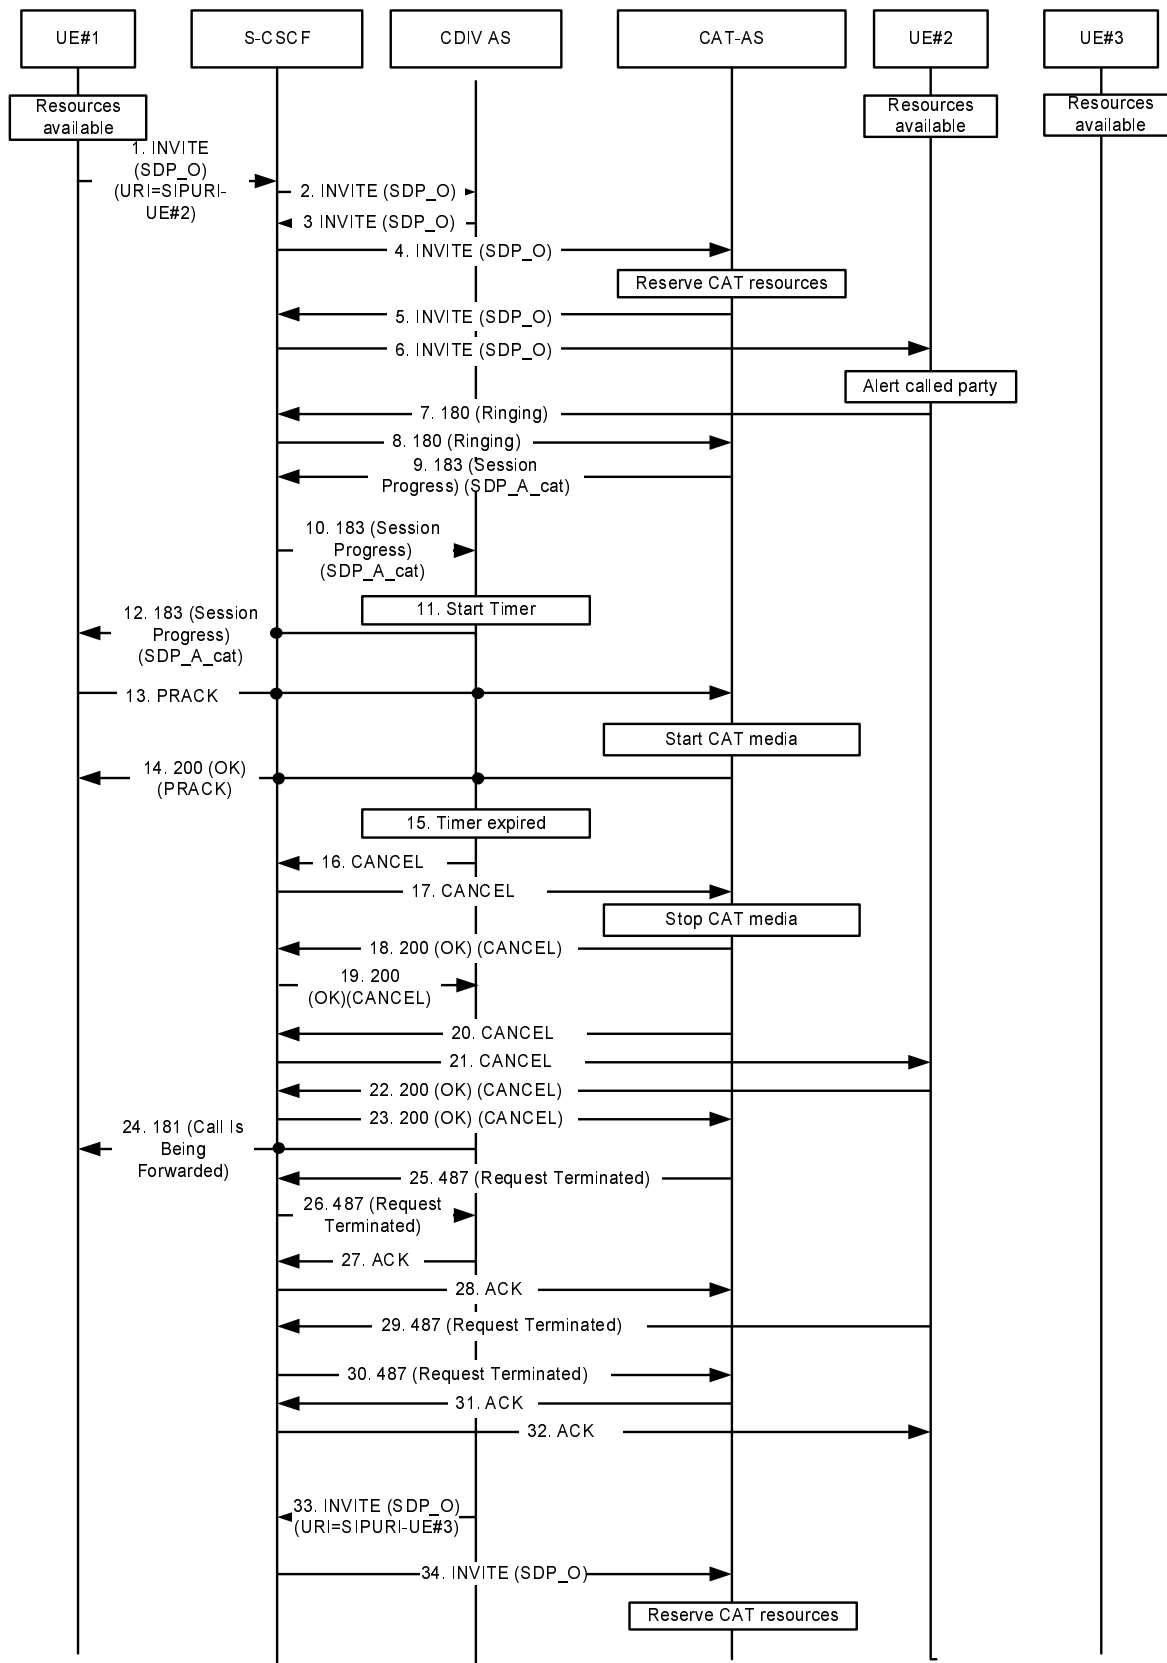 UE#1
S-CSCF
CDIV AS
CAT-AS
UE#2
UE#3
Resources
available
Resources
available
Resources
available
1. INVITE
(SDP_O)
(URI=SIPURI-
UE#2)
2. INVITE (SDP_O)
3 INVITE (SDP_O)
4. INVITE (SDP_O)
Reserve CAT resources
5. INVITE (SDP_O)
6. INVITE (SDP_O)
Alert called party
7. 180 (Ringing)
8. 180 (Ringing)
9. 183 (Session
Progress) (SDP_A_cat)
10. 183 (Session
Progress)
(SDP_A_cat)
11. Start Timer
12. 183 (Session
Progress)
(SDP_A_cat)
13. PRACK
Start CAT media
14. 200 (OK)
(PRACK)
15. Timer expired
16. CANCEL
17. CANCEL
Stop CAT media
18. 200 (OK) (CANCEL)
19. 200
(OK)(CANCEL)
20. CANCEL
21. CANCEL
22. 200 (OK) (CANCEL)
23. 200 (OK) (CANCEL)
24. 181 (Call Is
Being
Forwarded)
25. 487 (Request Terminated)
26. 487 (Request
Terminated)
27. ACK
28. ACK
29. 487 (Request Terminated)
30. 487 (Request Terminated)
31. ACK
32. ACK
33. INVITE (SDP_O)
(URI=SIPURI-UE#3)
34. INVITE (SDP_O)
Reserve CAT resources